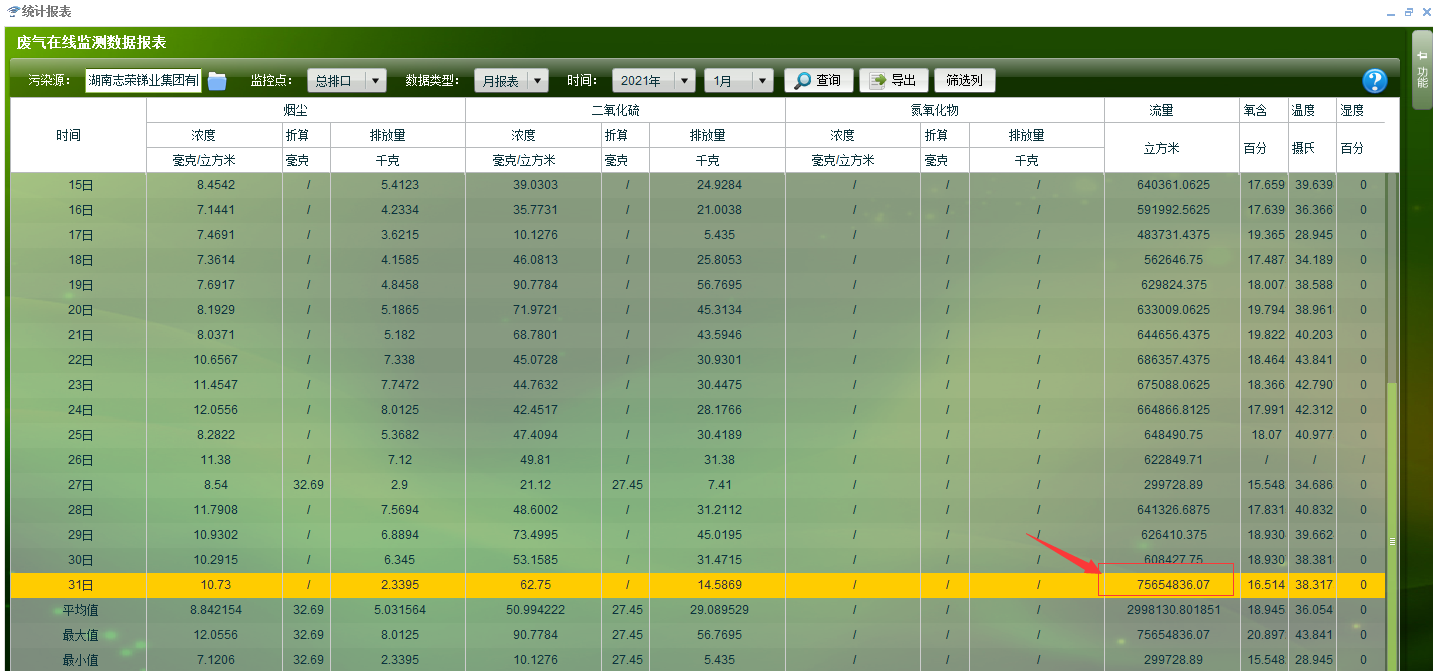 统计报表
废气在线监测数据报表
污染源： 湖南志荣锑业集团有 监控点： 总排口 数据类型： 月报表 时间： 2021年 1月 查询 导出 筛选列 ?
功能
时间 烟尘 二氧化硫 氮氧化物 流量 氧含 温度 湿度
浓度 折算 排放量 浓度 折算 排放量 浓度 折算 排放量 立方米 百分 摄氏 百分
毫克/立方米 毫克 千克 毫克/立方米 毫克 千克 毫克/立方米 毫克 千克
15日 8.4542 / 5.4123 39.0303 / 24.9284 / / / 640361.0625 17.659 39.639 0
16日 7.1441 / 4.2334 35.7731 / 21.0038 / / / 591992.5625 17.639 36.366 0
17日 7.4691 / 3.6215 10.1276 / 5.435 / / / 483731.4375 19.365 28.945 0
18日 7.3614 / 4.1585 46.0813 / 25.8053 / / / 562646.75 17.487 34.189 0
19日 7.6917 / 4.8458 90.7784 / 56.7695 / / / 629824.375 18.007 38.588 0
20日 8.1929 / 5.1865 71.9721 / 45.3134 / / / 633009.0625 19.794 38.961 0
21日 8.0371 / 5.182 68.7801 / 43.5946 / / / 644656.4375 19.822 40.203 0
22日 10.6567 / 7.338 45.0728 / 30.9301 / / / 686357.4375 18.464 43.841 0
23日 11.4547 / 7.7472 44.7632 / 30.4475 / / / 675088.0625 18.366 42.790 0
24日 12.0556 / 8.0125 42.4517 / 28.1766 / / / 664866.8125 17.991 42.312 0
25日 8.2822 / 5.3682 47.4094 / 30.4189 / / / 648490.75 18.07 40.977 0
26日 11.38 / 7.12 49.81 / 31.38 / / / 622849.71 / / /
27日 8.54 32.69 2.9 21.12 27.45 7.41 / / / 299728.89 15.548 34.686 0
28日 11.7908 / 7.5694 48.6002 / 31.2112 / / / 641326.6875 17.831 40.832 0
29日 10.9302 / 6.8894 73.4995 / 45.0195 / / / 626410.375 18.930 39.662 0
30日 10.2915 / 6.345 53.1585 / 31.4715 / / / 608427.75 18.930 38.381 0
31日 10.73 / 2.3395 62.75 / 14.5869 / / / 75654836.07 16.514 38.317 0
平均值 8.842154 32.69 5.031564 50.994222 27.45 29.089529 / / / 2998130.801851 18.945 36.054 0
最大值 12.0556 32.69 8.0125 90.7784 27.45 56.7695 / / / 75654836.07 20.897 43.841 0
最小值 7.1206 32.69 2.3395 10.1276 27.45 5.435 / / / 299728.89 15.548 28.945 0